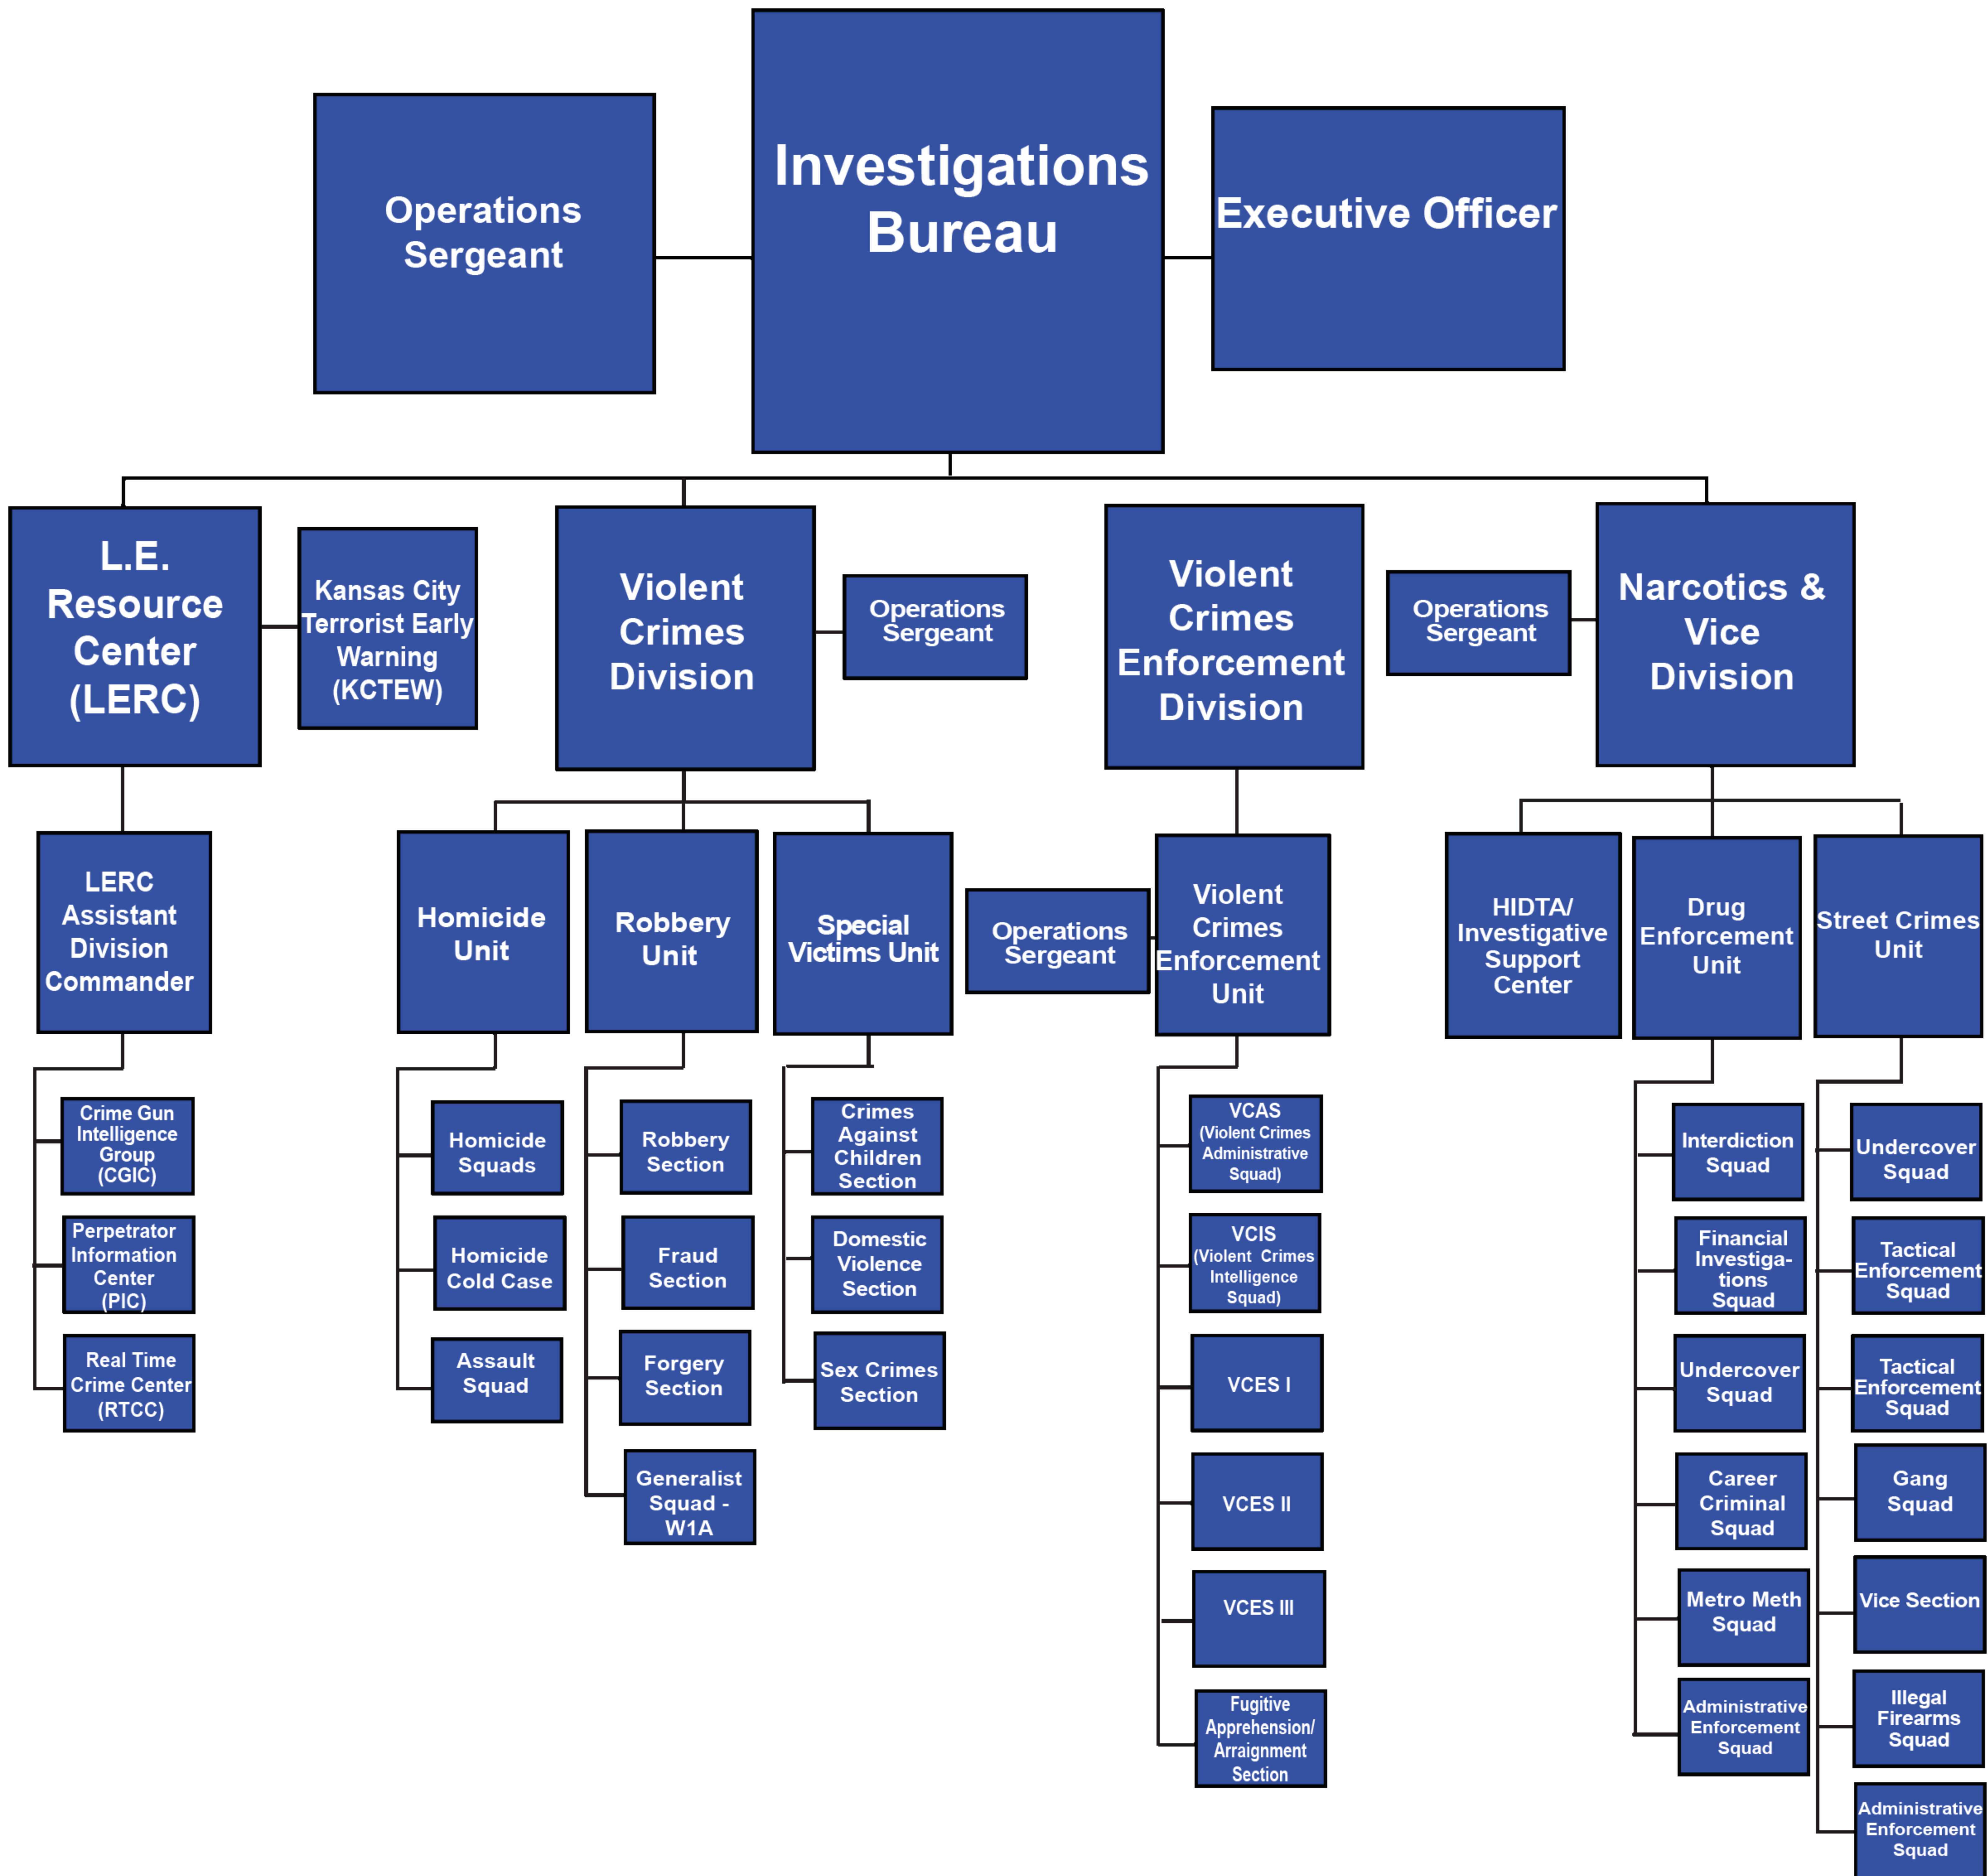 Operations
Sergeant
Investigations
Bureau
Executive Officer
L.E.
Resource
Center
(LERC)
Kansas City
Terrorist Early
Warning
(KCTEW)
Violent
Crimes
Division
Operations
Sergeant
Violent
Crimes
Enforcement
Division
Operations
Sergeant
Narcotics &
Vice
Division
LERC
Assistant
Division
Commander
Homicide
Unit
Robbery
Unit
Special
Victims Unit
Operations
Sergeant
Violent
Crimes
Enforcement
Unit
HIDTA/
Investigative
Support
Center
Drug
Enforcement
Unit
Street Crimes
Unit
Crime Gun
Intelligence
Group
(CGIC)
Perpetrator
Information
Center
(PIC)
Real Time
Crime Center
(RTCC)
Homicide
Squads
Homicide
Cold Case
Assault
Squad
Robbery
Section
Fraud
Section
Forgery
Section
Generalist
Squad -
W1A
Crimes
Against
Children
Section
Domestic
Violence
Section
Sex Crimes
Section
VCAS
(Violent Crimes
Administrative
Squad)
VCIS
(Violent Crimes
Intelligence
Squad)
VCES I
VCES II
VCES III
Fugitive
Apprehension/
Arraignment
Section
Interdiction
Squad
Financial
Investiga-
tions
Squad
Undercover
Squad
Career
Criminal
Squad
Metro Meth
Squad
Administrative
Enforcement
Squad
Undercover
Squad
Tactical
Enforcement
Squad
Tactical
Enforcement
Squad
Gang
Squad
Vice Section
Illegal
Firearms
Squad
Administrative
Enforcement
Squad